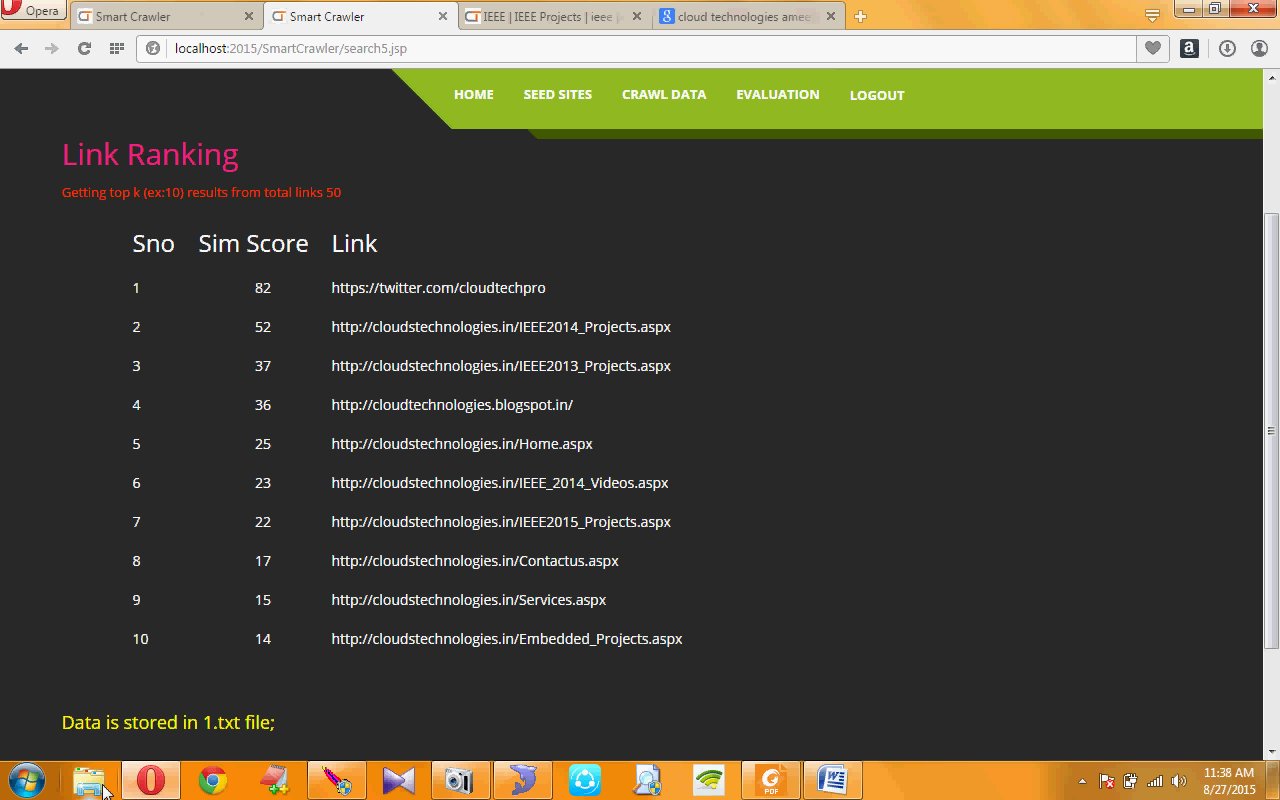 Opera
Smart Crawler
Smart Crawler
IEEE | IEEE Projects | ieee
cloud technologies amee
localhost:2015/SmartCrawler/search5.jsp
HOME SEED SITES CRAWL DATA EVALUATION LOGOUT
Link Ranking
Getting top k (ex:10) results from total links 50
Sno Sim Score Link
1 82 https://twitter.com/cloudtechpro
2 52 http://cloudstechnologies.in/IEEE2014_Projects.aspx
3 37 http://cloudstechnologies.in/IEEE2013_Projects.aspx
4 36 http://cloudtechnologies.blogspot.in/
5 25 http://cloudstechnologies.in/Home.aspx
6 23 http://cloudstechnologies.in/IEEE_2014_Videos.aspx
7 22 http://cloudstechnologies.in/IEEE2015_Projects.aspx
8 17 http://cloudstechnologies.in/Contactus.aspx
9 15 http://cloudstechnologies.in/Services.aspx
10 14 http://cloudstechnologies.in/Embedded_Projects.aspx
Data is stored in 1.txt file;
PDF
11:38 AM
8/27/2015